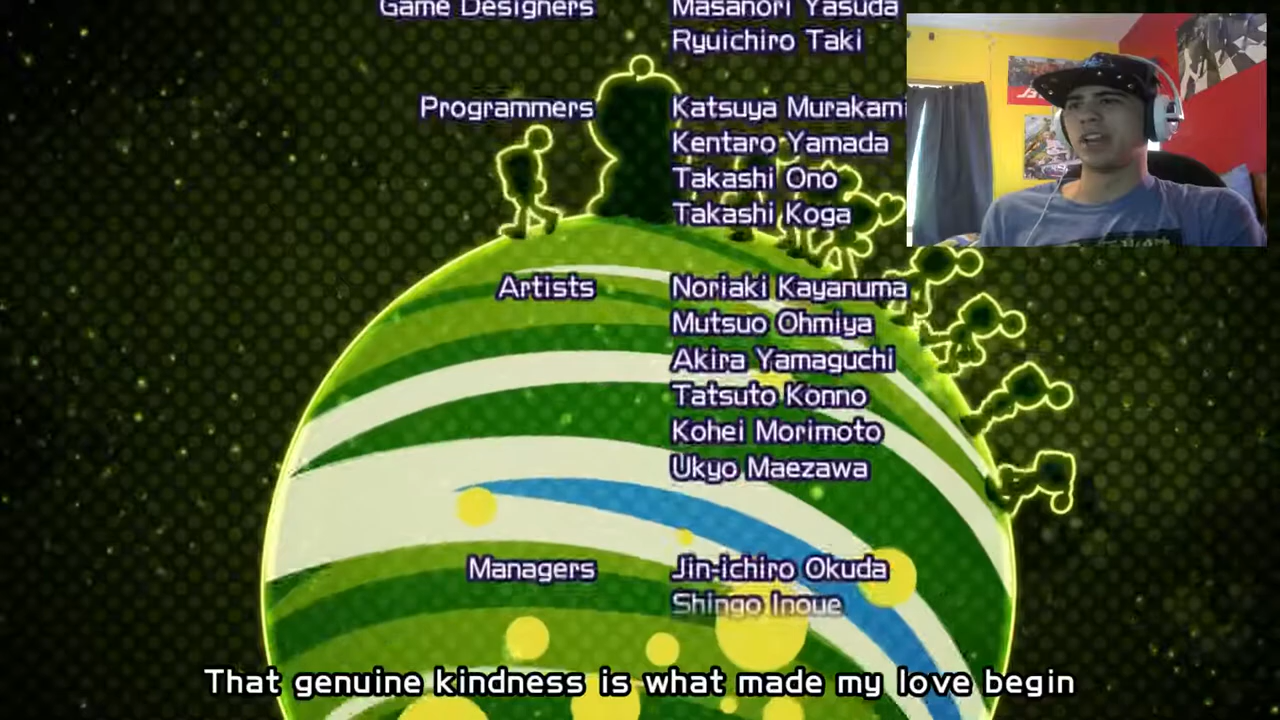 Game Designers Masanori Yasuda
Ryuichiro Taki
Programmers Katsuya Murakami
Kentaro Yamada
Takashi Ono
Takashi Koga
Artists Noriaki Kayanuma
Mutsuo Ohmiya
Akira Yamaguchi
Tatsuto Konno
Kohei Morimoto
Ukyo Maezawa
Managers Jin-ichiro Okuda
Shingo Inoue
That genuine kindness is what made my love begin